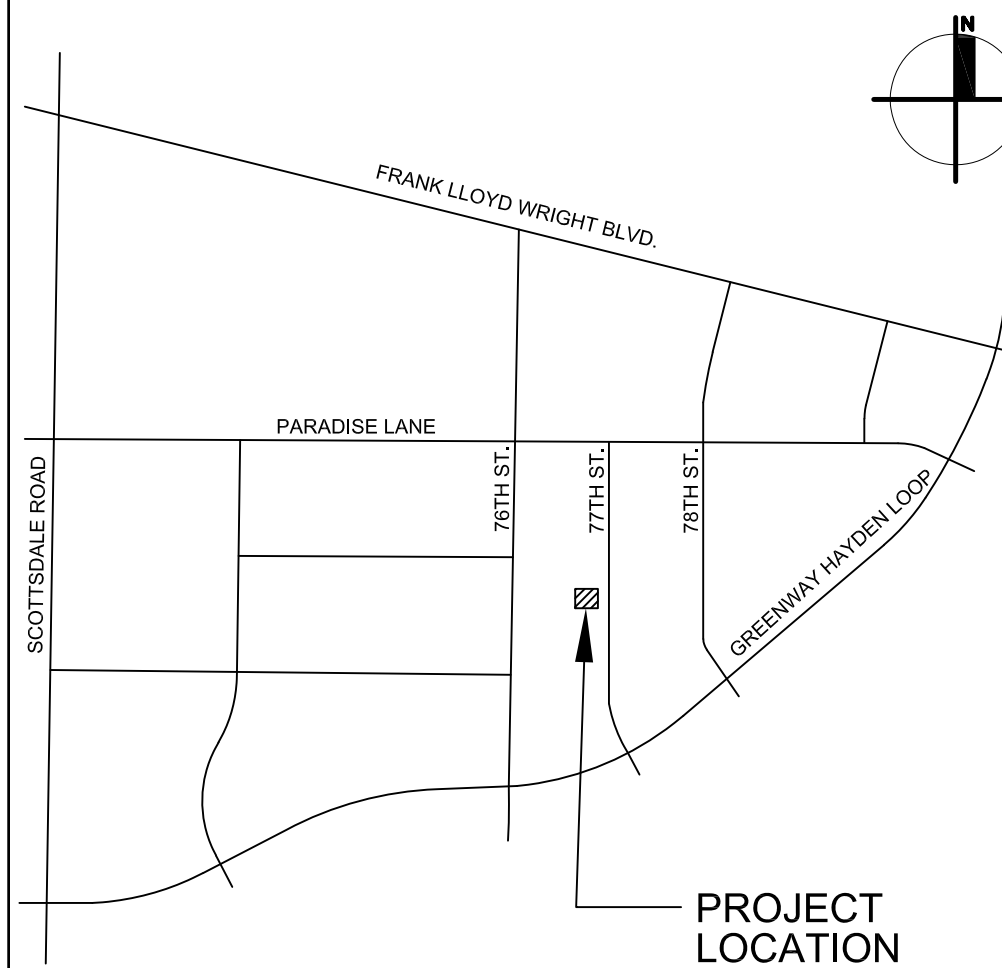 N
FRANK LLOYD WRIGHT BLVD.
PARADISE LANE
SCOTTSDALE ROAD
76TH ST.
77TH ST.
78TH ST.
GREENWAY HAYDEN LOOP
PROJECT
LOCATION